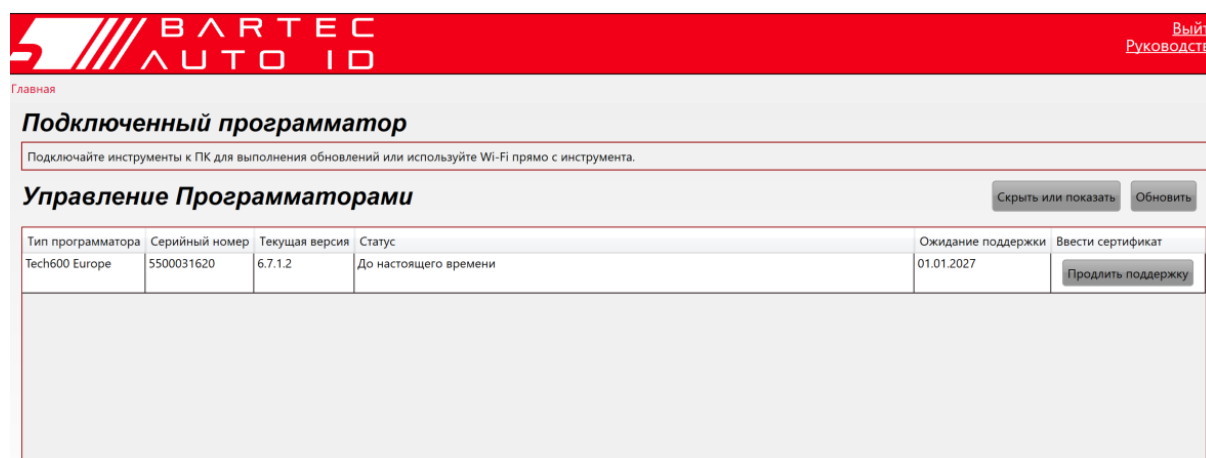 BARTEC
AUTO ID
Главная
Подключенный программатор
Подключайте инструменты к ПК для выполнения обновлений или используйте Wi-Fi прямо с инструмента.
Управление Программаторами
Скрыть или показать Обновить
Тип программатора Серийный номер Текущая версия Статус Ожидание поддержки Ввести сертификат
Tech600 Europe 5500031620 6.7.1.2 До настоящего времени 01.01.2027 Продлить поддержку